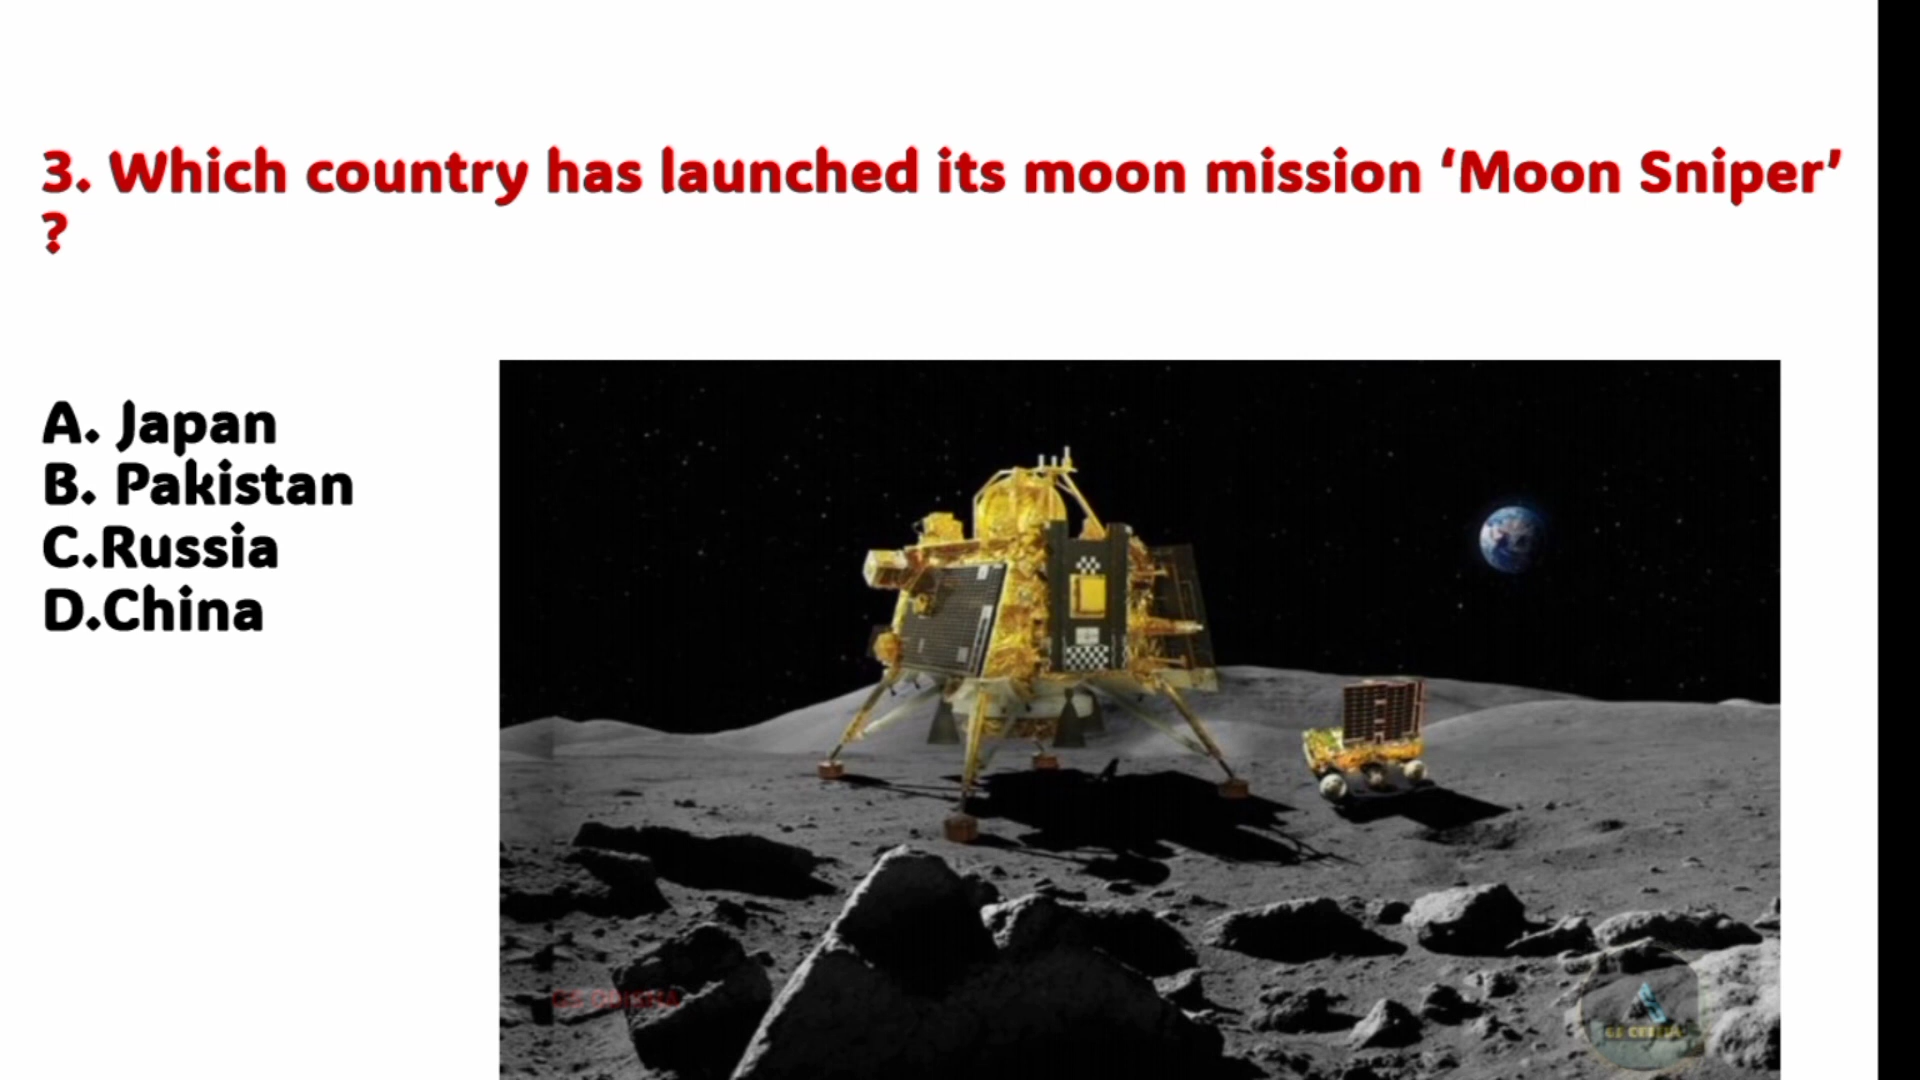 3. Which country has launched its moon mission ‘Moon Sniper’
?
A. Japan
B. Pakistan
C.Russia
D.China